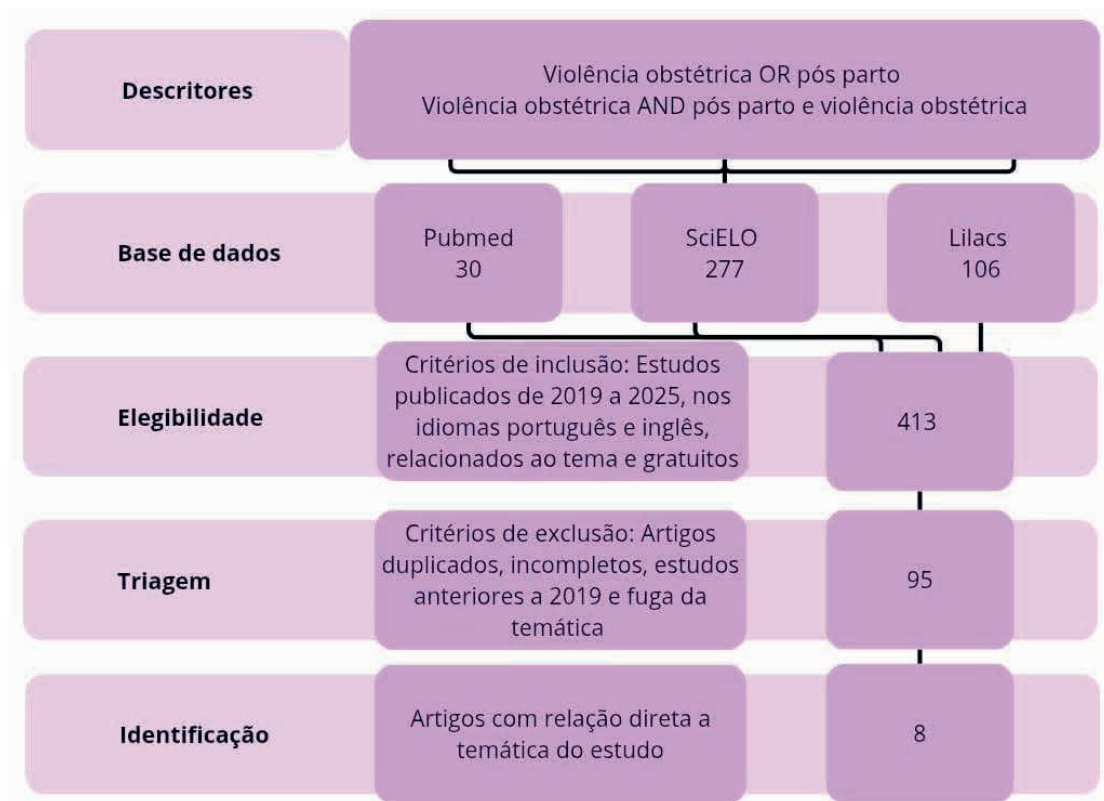 Descritores
Violência obstétrica OR pós parto
Violência obstétrica AND pós parto e violência obstétrica
Base de dados
Pubmed
30
SciELO
277
Lilacs
106
Elegibilidade
Critérios de inclusão: Estudos
publicados de 2019 a 2025, nos
idiomas português e inglês,
relacionados ao tema e gratuitos
413
Triagem
Critérios de exclusão: Artigos
duplicados, incompletos, estudos
anteriores a 2019 e fuga da
temática
95
Identificação
Artigos com relação direta a
temática do estudo
8